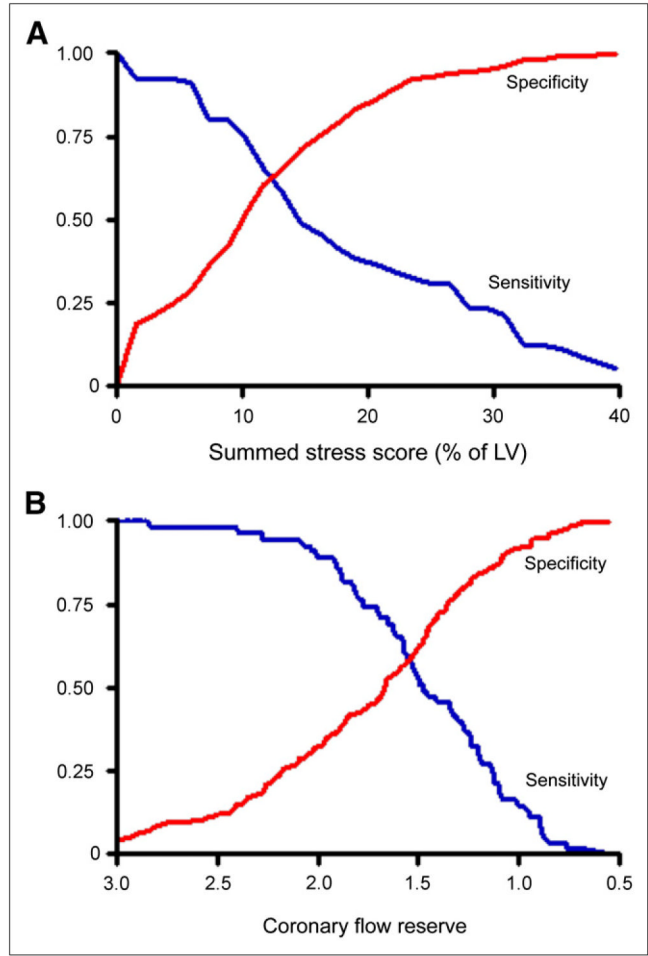 A
1.00
0.75
0.50
0.25
0
Specificity
Sensitivity
0 10 20 30 40
Summed stress score (% of LV)
B
1.00
0.75
0.50
0.25
0
Specificity
Sensitivity
3.0 2.5 2.0 1.5 1.0 0.5
Coronary flow reserve